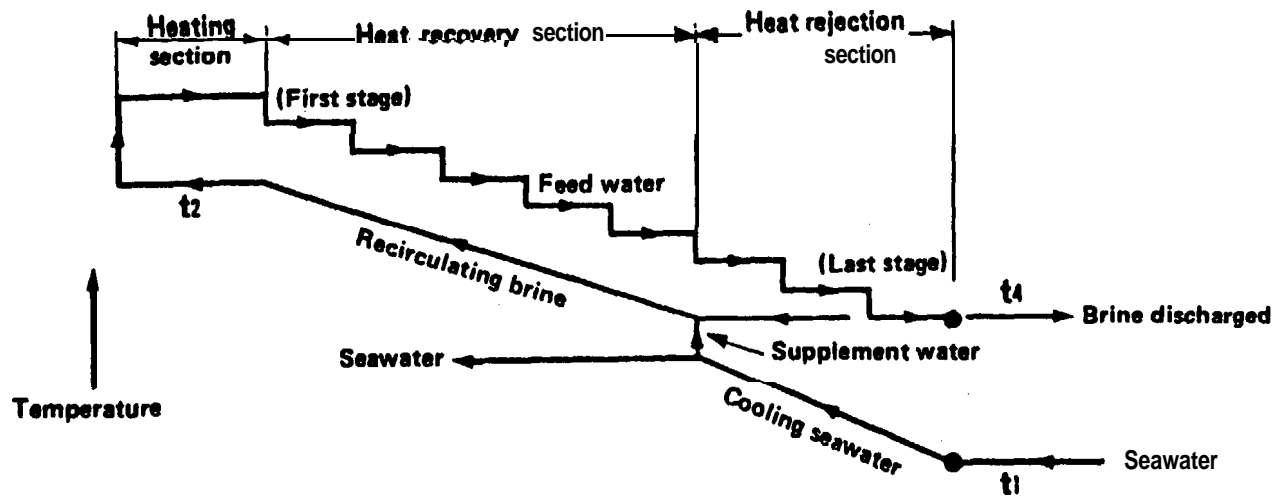 Heating
section
Heat recovery section
Heat rejection
section
(First stage)
Feed water
t2
Recirculating brine
(Last stage)
t4
Brine discharged
Supplement water
Seawater
Temperature
Cooling seawater
Seawater
t1